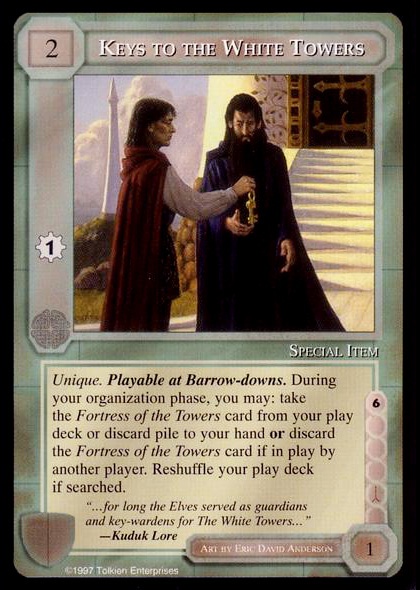 2
KEYS TO THE WHITE TOWERS
1
SPECIAL ITEM
Unique. Playable at Barrow-downs. During
your organization phase, you may: take
the Fortress of the Towers card from your play
deck or discard pile to your hand or discard
the Fortress of the Towers card if in play by
another player. Reshuffle your play deck
if searched.
6
“...for long the Elves served as guardians
and key-wardens for The White Towers...”
—Kuduk Lore
ART BY ERIC DAVID ANDERSON
1
©1997 Tolkien Enterprises